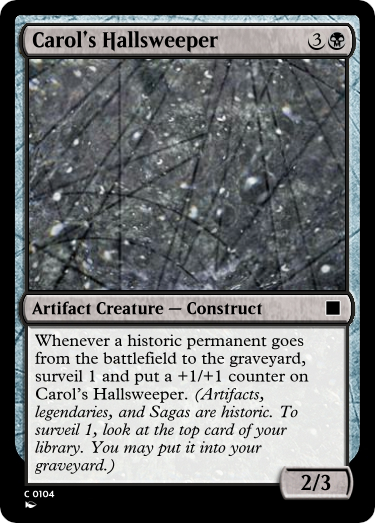 Carol's Hallsweeper 3
Artifact Creature — Construct
Whenever a historic permanent goes
from the battlefield to the graveyard,
surveil 1 and put a +1/+1 counter on
Carol's Hallsweeper. (Artifacts,
legendaries, and Sagas are historic. To
surveil 1, look at the top card of your
library. You may put it into your
graveyard.)
2/3
C 0104